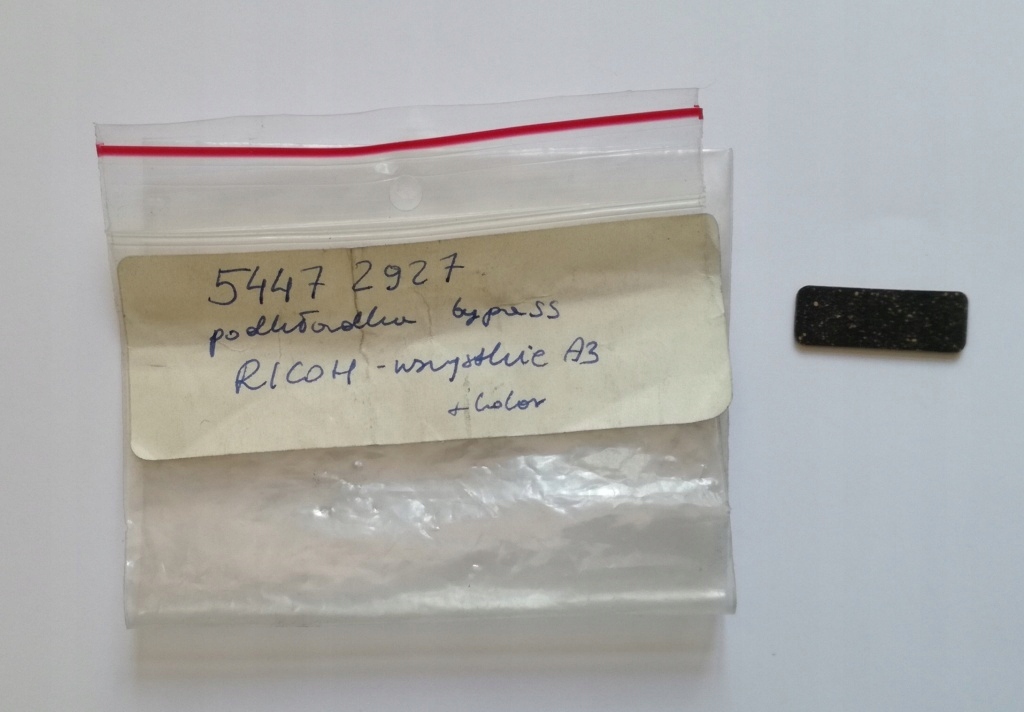 5447 2927
podkładka bypass
RICOH - wszystkie A3
+ kolor